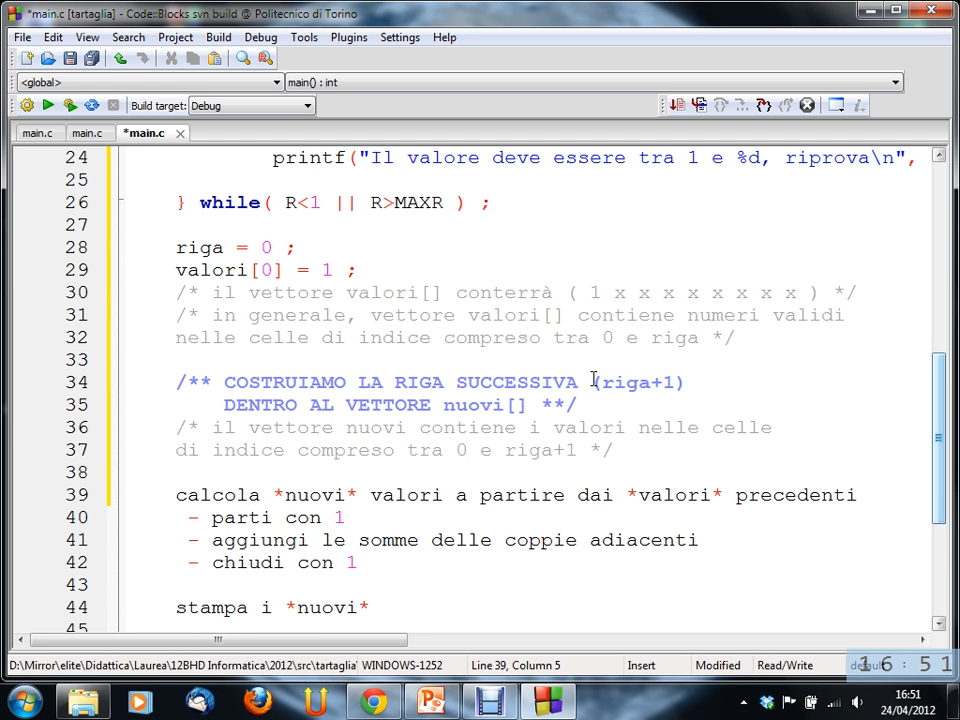 *main.c [tartaglia] - Code::Blocks svn build @ Politecnico di Torino
File Edit View Search Project Build Debug Tools Plugins Settings Help
<global> main() : int
Build target: Debug
main.c main.c *main.c
24 printf("Il valore deve essere tra 1 e %d, riprova\n",
25
26 } while( R<1 || R>MAXR ) ;
27
28 riga = 0 ;
29 valori[0] = 1 ;
30 /* il vettore valori[] conterrà ( 1 x x x x x x x x ) */
31 /* in generale, vettore valori[] contiene numeri validi
32 nelle celle di indice compreso tra 0 e riga */
33
34 /** COSTRUIAMO LA RIGA SUCCESSIVA (riga+1)
35 DENTRO AL VETTORE nuovi[] **/
36 /* il vettore nuovi contiene i valori nelle celle
37 di indice compreso tra 0 e riga+1 */
38
39 calcola *nuovi* valori a partire dai *valori* precedenti
40 - parti con 1
41 - aggiungi le somme delle coppie adiacenti
42 - chiudi con 1
43
44 stampa i *nuovi*
45
D:\Mirror\elite\Didattica\Laurea\12BHD Informatica\2012\src\tartaglia\ WINDOWS-1252 Line 39, Column 5 Insert Modified Read/Write
16:51
16:51
24/04/2012